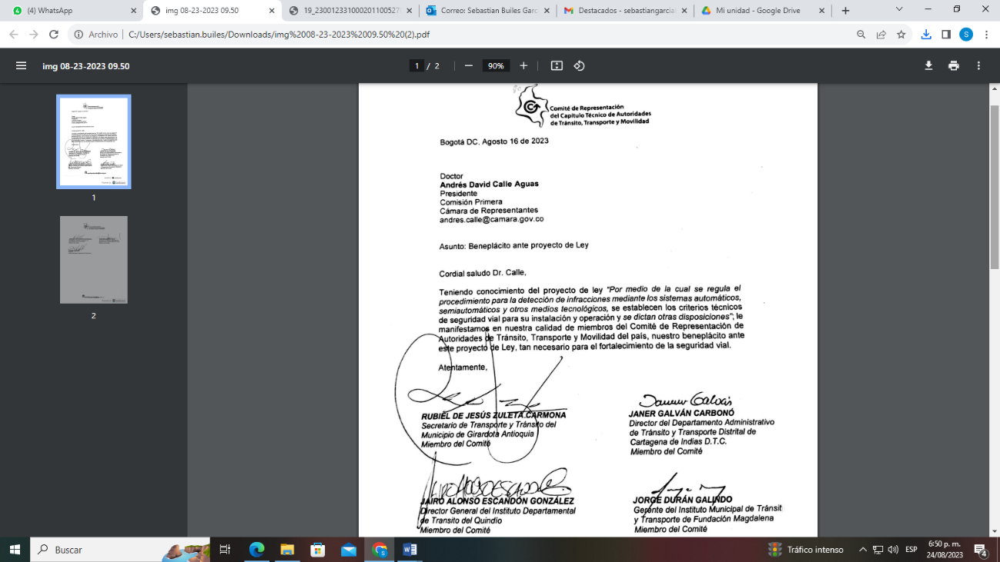 (4) WhatsApp
img 08-23-2023 09.50
19_230012331000201100527
Correo: Sebastian Builes Garc
Destacados - sebastiangarcia
Mi unidad - Google Drive
Archivo
C:/Users/sebastian.builes/Downloads/img%2008-23-2023%2009.50%20(2).pdf
S
img 08-23-2023 09.50
1 / 2
90%
1
2
Comité de Representación
del Capítulo Técnico de Autoridades
de Tránsito, Transporte y Movilidad
Bogotá DC. Agosto 16 de 2023
Doctor
Andrés David Calle Aguas
Presidente
Comisión Primera
Cámara de Representantes
andres.calle@camara.gov.co
Asunto: Beneplácito ante proyecto de Ley
Cordial saludo Dr. Calle,
Teniendo conocimiento del proyecto de ley "Por medio de la cual se regula el
procedimiento para la detección de infracciones mediante los sistemas automáticos,
semiautomáticos y otros medios tecnológicos, se establecen los criterios técnicos
de seguridad vial para su instalación y operación y se dictan otras disposiciones"; le
manifestamos en nuestra calidad de miembros del Comité de Representación de
Autoridades de Tránsito, Transporte y Movilidad del país, nuestro beneplácito ante
este proyecto de Ley, tan necesario para el fortalecimiento de la seguridad vial.
Atentamente,
RUBIEL DE JESÚS ZULETA CARMONA
Secretario de Transporte y Tránsito del
Municipio de Girardota Antioquia
Miembro del Comité
Janer Galván
JANER GALVÁN CARBONÓ
Director del Departamento Administrativo
de Tránsito y Transporte Distrital de
Cartagena de Indias D.T.C.
Miembro del Comité
JAIRO ALONSO ESCANDÓN GONZÁLEZ
Director General del Instituto Departamental
de Transito del Quindío
Miembro del Comité
JORGE DURÁN GALINDO
Gerente del Instituto Municipal de Tránsit
y Transporte de Fundación Magdalena
Miembro del Comité
Buscar
Tráfico intenso
ESP
6:50 p. m.
24/08/2023
4